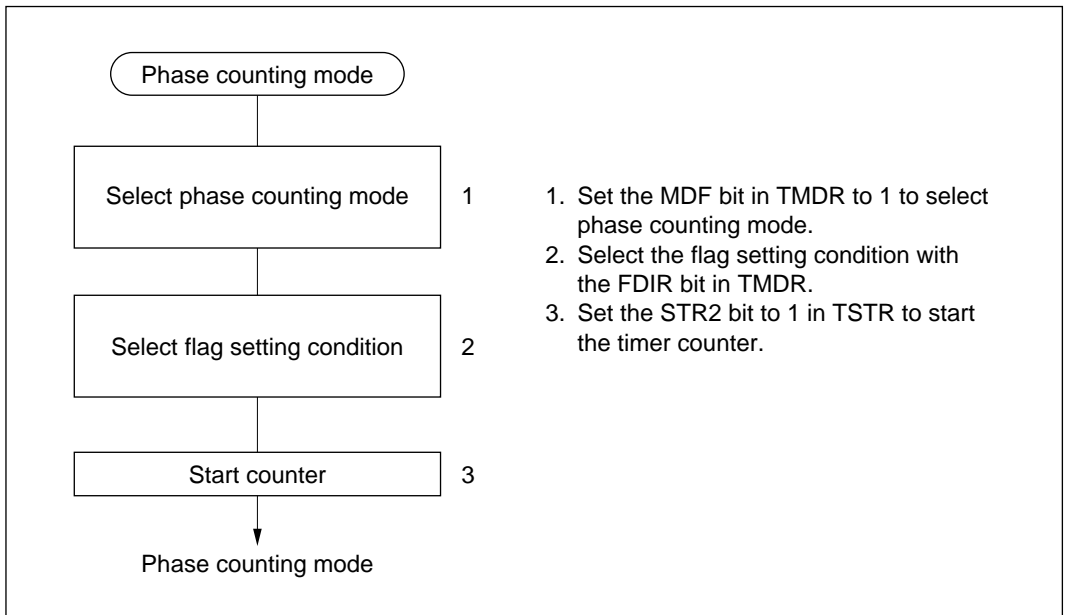 Phase counting mode
Select phase counting mode 1
Select flag setting condition 2
Start counter 3
Phase counting mode
1. Set the MDF bit in TMDR to 1 to select
phase counting mode.
2. Select the flag setting condition with
the FDIR bit in TMDR.
3. Set the STR2 bit to 1 in TSTR to start
the timer counter.